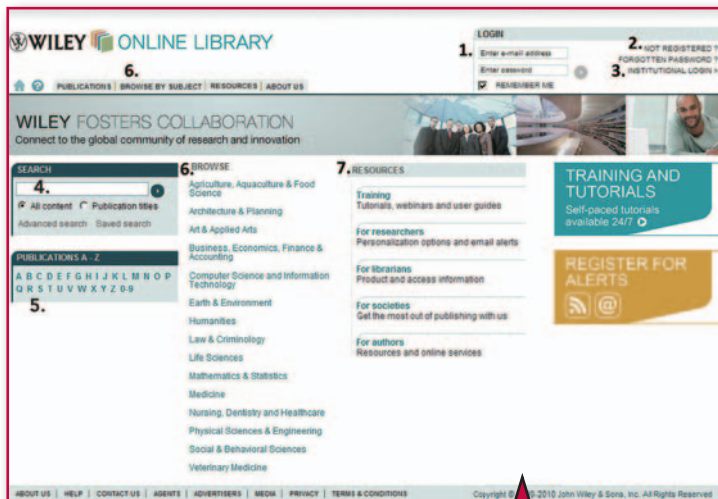 WILEY ONLINE LIBRARY
LOGIN
1. Enter e-mail address
2. NOT REGISTERED ?
FORGOTTEN PASSWORD ?
Enter password
3. INSTITUTIONAL LOGIN >
REMEMBER ME
6.
PUBLICATIONS | BROWSE BY SUBJECT | RESOURCES | ABOUT US
WILEY FOSTERS COLLABORATION
Connect to the global community of research and innovation
SEARCH
4.
All content Publication titles
Advanced search Saved search
PUBLICATIONS A - Z
A B C D E F G H I J K L M N O P
Q R S T U V W X Y Z 0-9
5.
6. BROWSE
Agriculture, Aquaculture & Food
Science
Architecture & Planning
Art & Applied Arts
Business, Economics, Finance &
Accounting
Computer Science and Information
Technology
Earth & Environment
Humanities
Law & Criminology
Life Sciences
Mathematics & Statistics
Medicine
Nursing, Dentistry and Healthcare
Physical Sciences & Engineering
Social & Behavioral Sciences
Veterinary Medicine
7. RESOURCES
Training
Tutorials, webinars and user guides
For researchers
Personalization options and email alerts
For librarians
Product and access information
For societies
Get the most out of publishing with us
For authors
Resources and online services
TRAINING AND
TUTORIALS
Self-paced tutorials
available 24/7
REGISTER FOR
ALERTS
@
ABOUT US | HELP | CONTACT US | AGENTS | ADVERTISERS | MEDIA | PRIVACY | TERMS & CONDITIONS
Copyright © -2010 John Wiley & Sons, Inc. All Rights Reserved